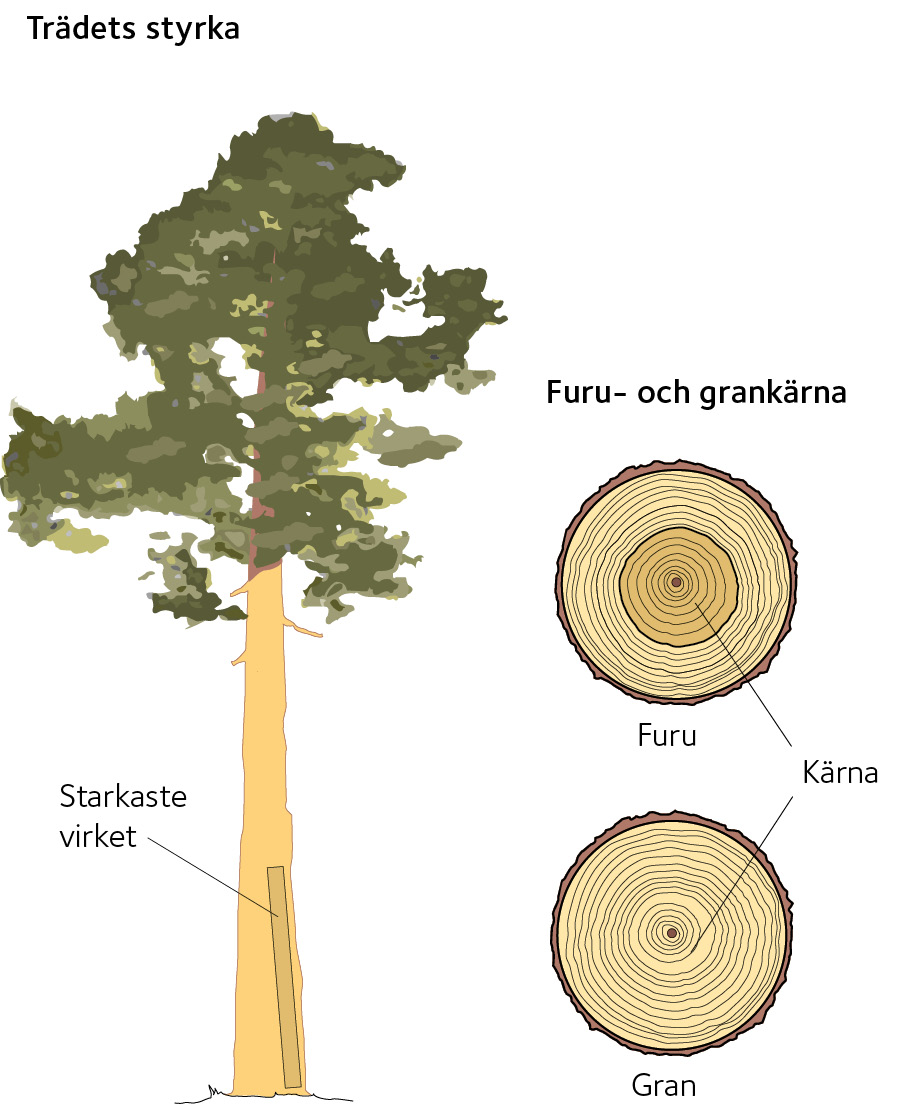 Trädets styrka
Starkaste
virket
Furu- och grankärna
Furu
Kärna
Gran